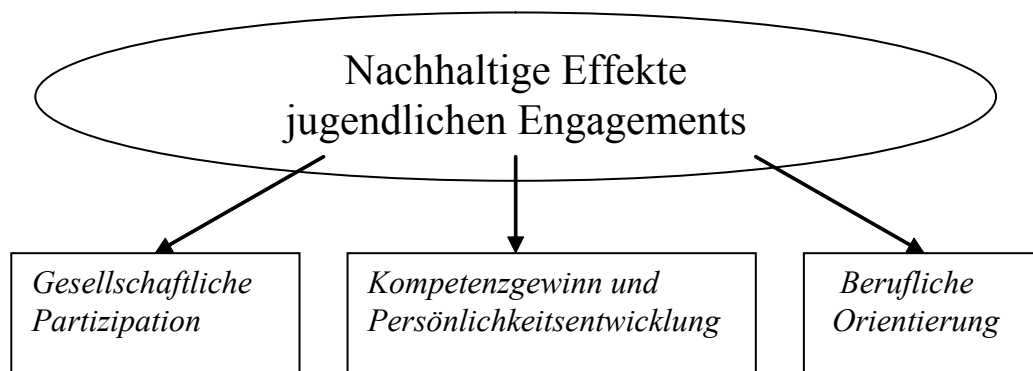 Nachhaltige Effekte
jugendlichen Engagements
Gesellschaftliche
Partizipation
Kompetenzgewinn und
Persönlichkeitsentwicklung
Berufliche
Orientierung